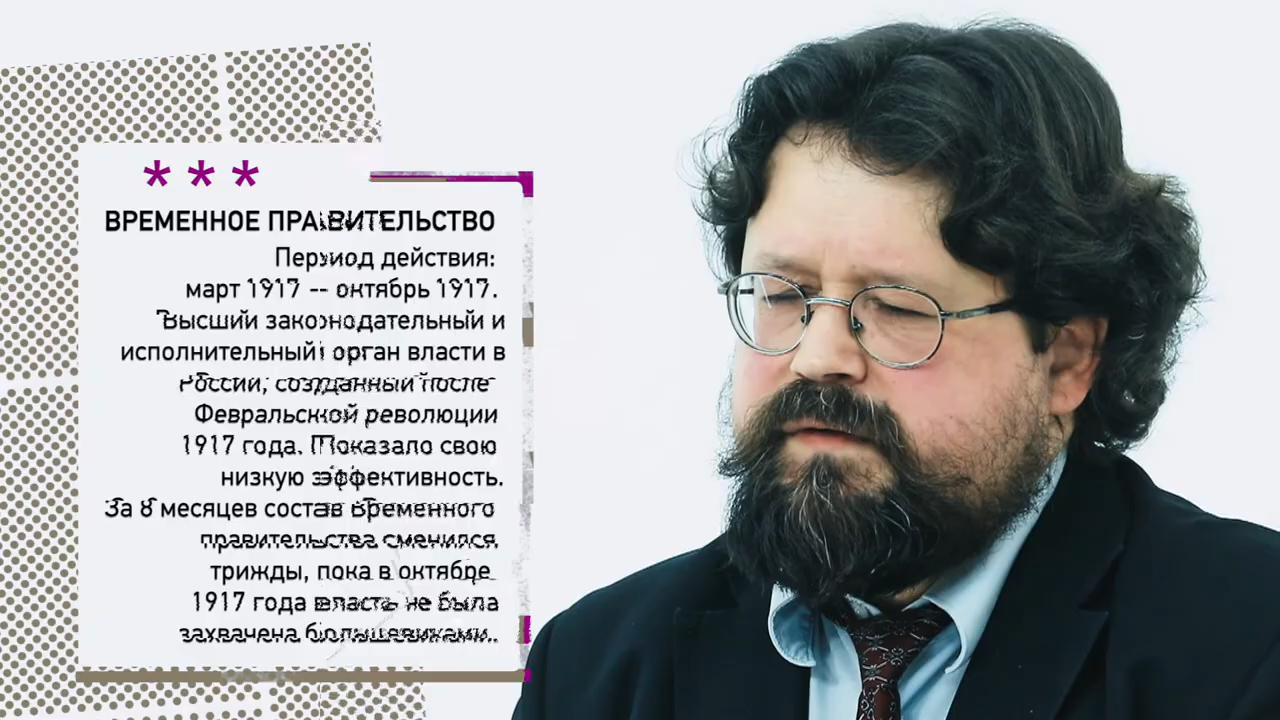 * * *
ВРЕМЕННОЕ ПРАВИТЕЛЬСТВО
Период действия:
март 1917 -- октябрь 1917.
Высший законодательный и
исполнительный орган власти в
России, созданный после
Февральской революции
1917 года. Показало свою
низкую эффективность.
За 8 месяцев состав Временного
правительства сменился
трижды, пока в октябре
1917 года власть не была
захвачена большевиками.